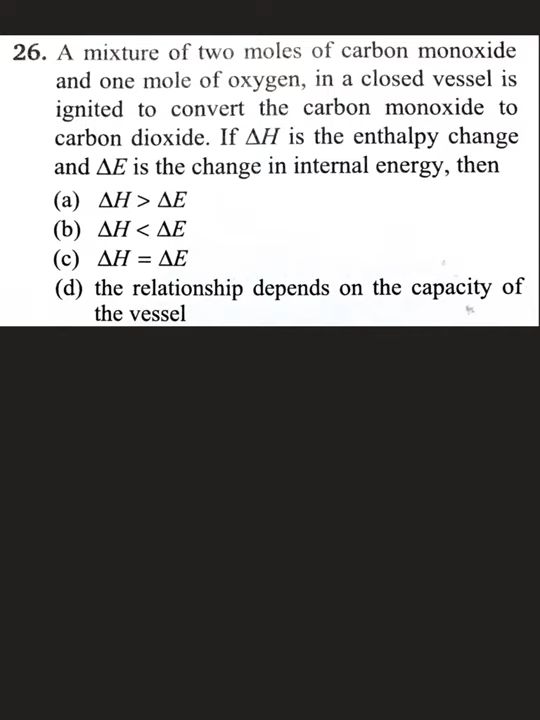 26. A mixture of two moles of carbon monoxide
and one mole of oxygen, in a closed vessel is
ignited to convert the carbon monoxide to
carbon dioxide. If ΔH is the enthalpy change
and ΔE is the change in internal energy, then
(a) ΔH > ΔE
(b) ΔH < ΔE
(c) ΔH = ΔE
(d) the relationship depends on the capacity of
the vessel